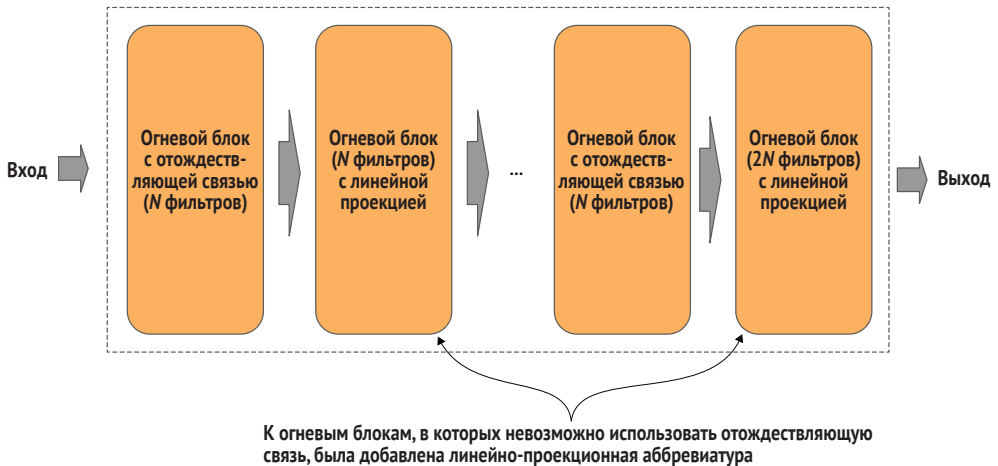 Вход
Огневой блок
с отождеств-
ляющей связью
(N фильтров)
Огневой блок
(N фильтров)
с линейной
проекцией
...
Огневой блок
с отождеств-
ляющей связью
(N фильтров)
Огневой блок
(2N фильтров)
с линейной
проекцией
Выход
К огневым блокам, в которых невозможно использовать отождествляющую
связь, была добавлена линейно-проекционная аббревиатура